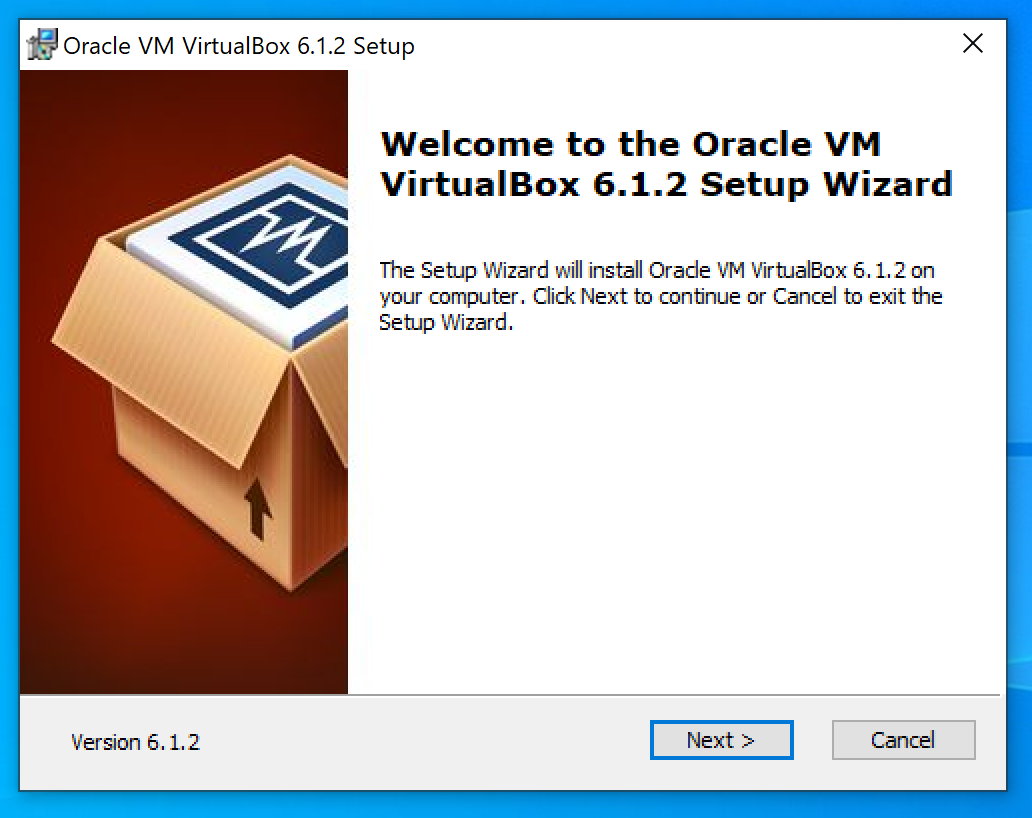 Oracle VM VirtualBox 6.1.2 Setup
Welcome to the Oracle VM
VirtualBox 6.1.2 Setup Wizard
The Setup Wizard will install Oracle VM VirtualBox 6.1.2 on
your computer. Click Next to continue or Cancel to exit the
Setup Wizard.
Version 6.1.2
Next >
Cancel